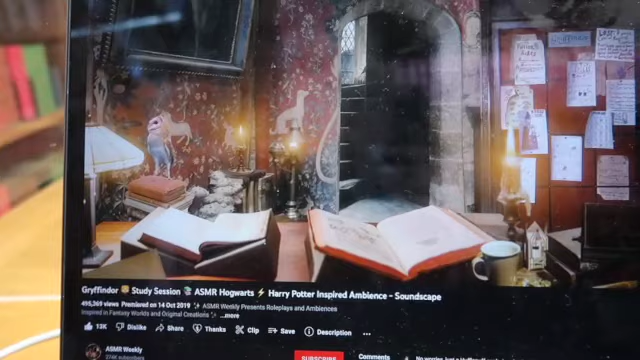 Gryffindor 🦁 Study Session 📚 ASMR Hogwarts ⚡ Harry Potter Inspired Ambience - Soundscape
495,369 views Premiered on 14 Oct 2019 ✨ ASMR Weekly Presents Roleplays and Ambiences
Inspired in Fantasy Worlds and Original Creations ✨ ...more
13K Dislike Share Thanks Clip Save Description ...
ASMR Weekly
274K subscribers
SUBSCRIBE
Comments